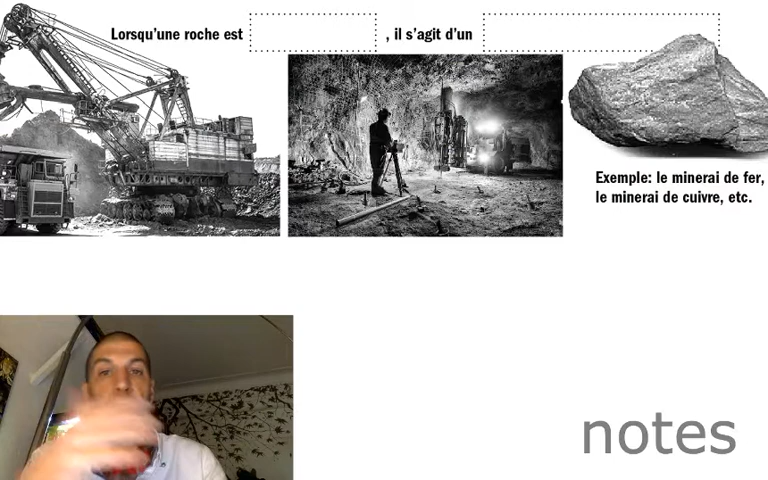 Lorsqu'une roche est , il s'agit d'un
Exemple: le minerai de fer,
le minerai de cuivre, etc.
notes